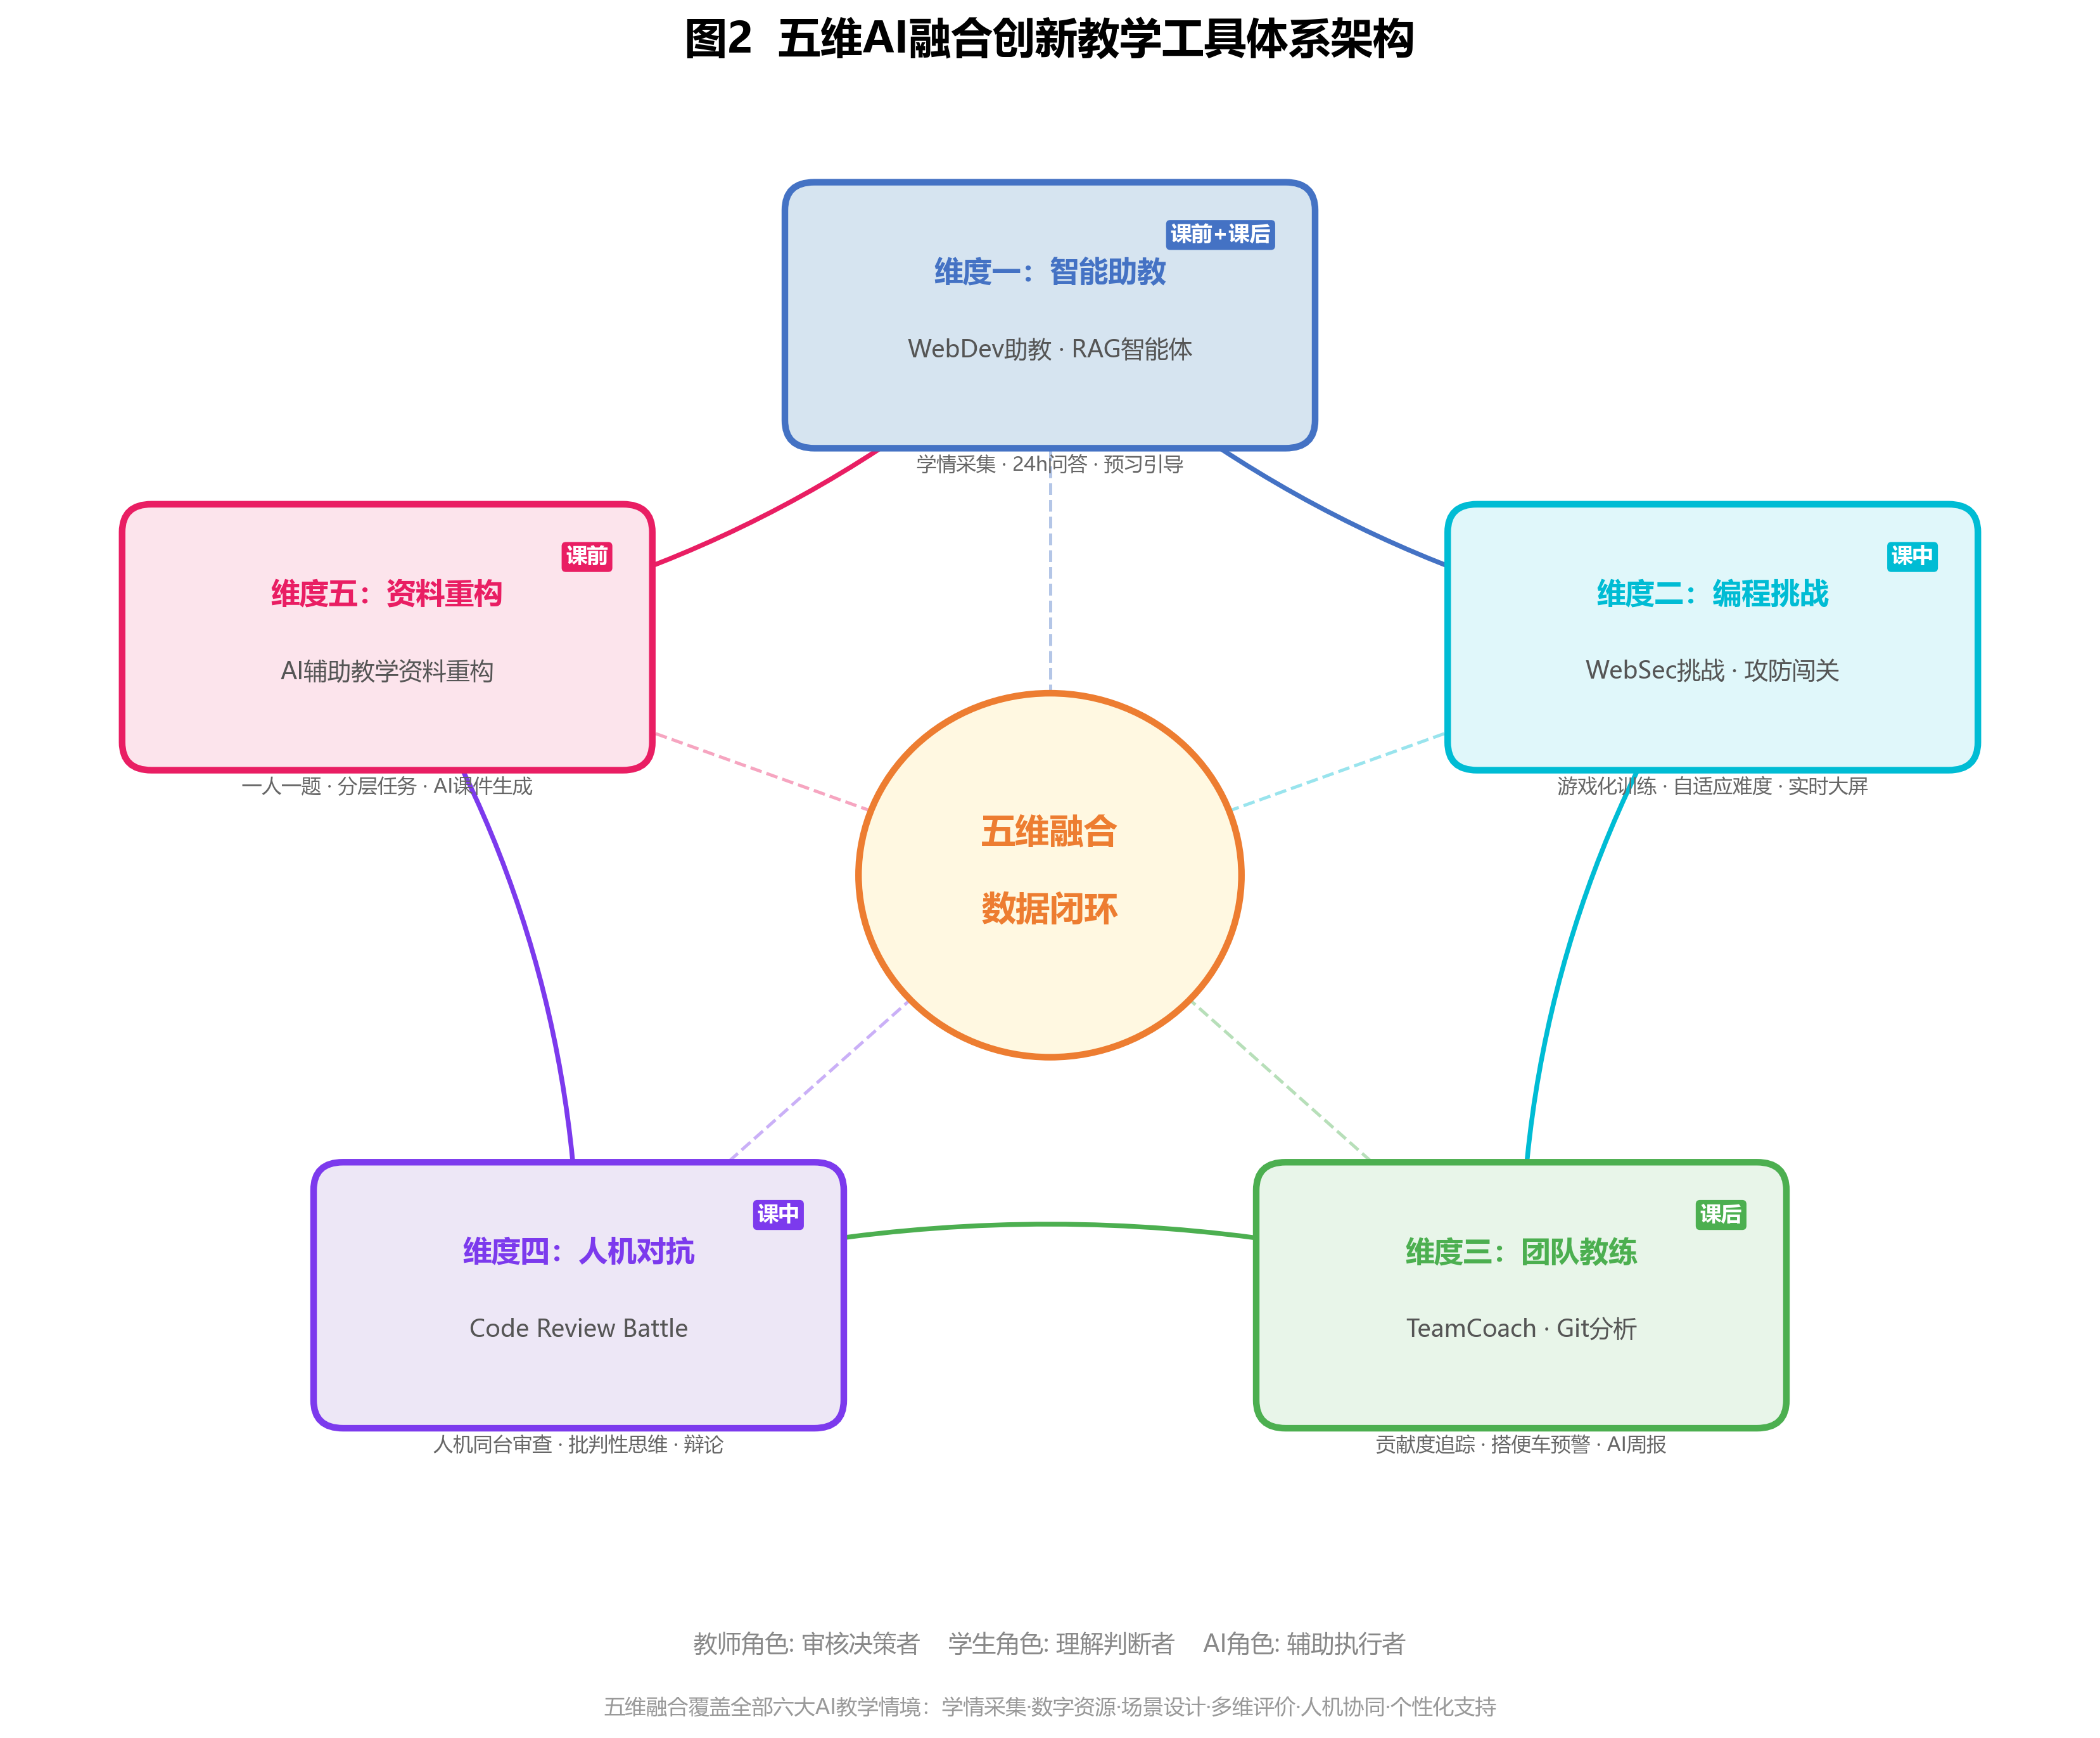 图2 五维AI融合创新教学工具体系架构
课前+课后
维度一：智能助教
WebDev助教 · RAG智能体
学情采集 · 24h问答 · 预习引导
课前
维度五：资料重构
AI辅助教学资料重构
一人一题 · 分层任务 · AI课件生成
课中
维度二：编程挑战
WebSec挑战 · 攻防闯关
游戏化训练 · 自适应难度 · 实时大屏
五维融合
数据闭环
课中
维度四：人机对抗
Code Review Battle
人机同台审查 · 批判性思维 · 辩论
课后
维度三：团队教练
TeamCoach · Git分析
贡献度追踪 · 搭便车预警 · AI周报
教师角色: 审核决策者 学生角色: 理解判断者 AI角色: 辅助执行者
五维融合覆盖全部六大AI教学情境：学情采集·数字资源·场景设计·多维评价·人机协同·个性化支持